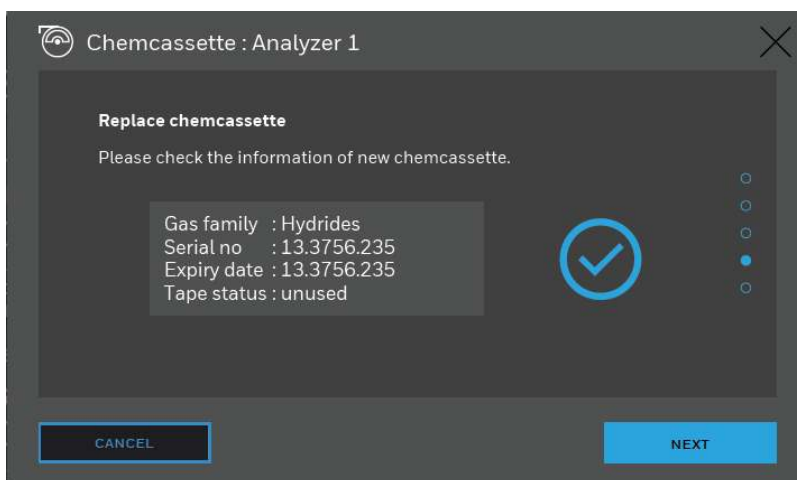 Chemcassette : Analyzer 1
Replace chemcassette
Please check the information of new chemcassette.
Gas family : Hydrides
Serial no : 13.3756.235
Expiry date : 13.3756.235
Tape status : unused
CANCEL
NEXT